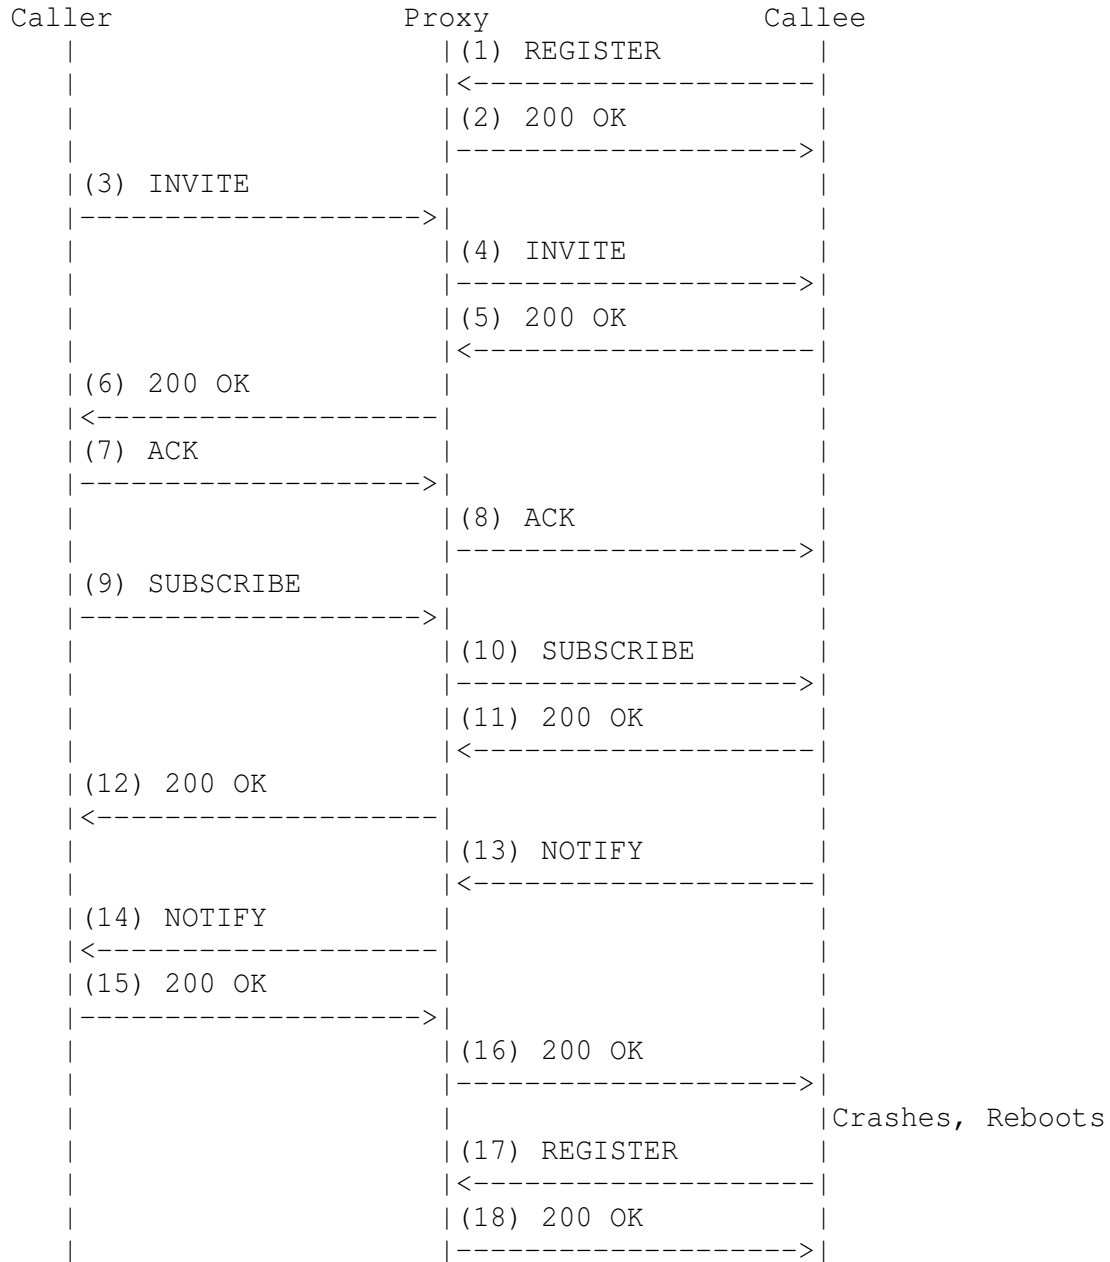 Caller Proxy Callee
(1) REGISTER
(2) 200 OK
(3) INVITE
(4) INVITE
(5) 200 OK
(6) 200 OK
(7) ACK
(8) ACK
(9) SUBSCRIBE
(10) SUBSCRIBE
(11) 200 OK
(12) 200 OK
(13) NOTIFY
(14) NOTIFY
(15) 200 OK
(16) 200 OK
Crashes, Reboots
(17) REGISTER
(18) 200 OK